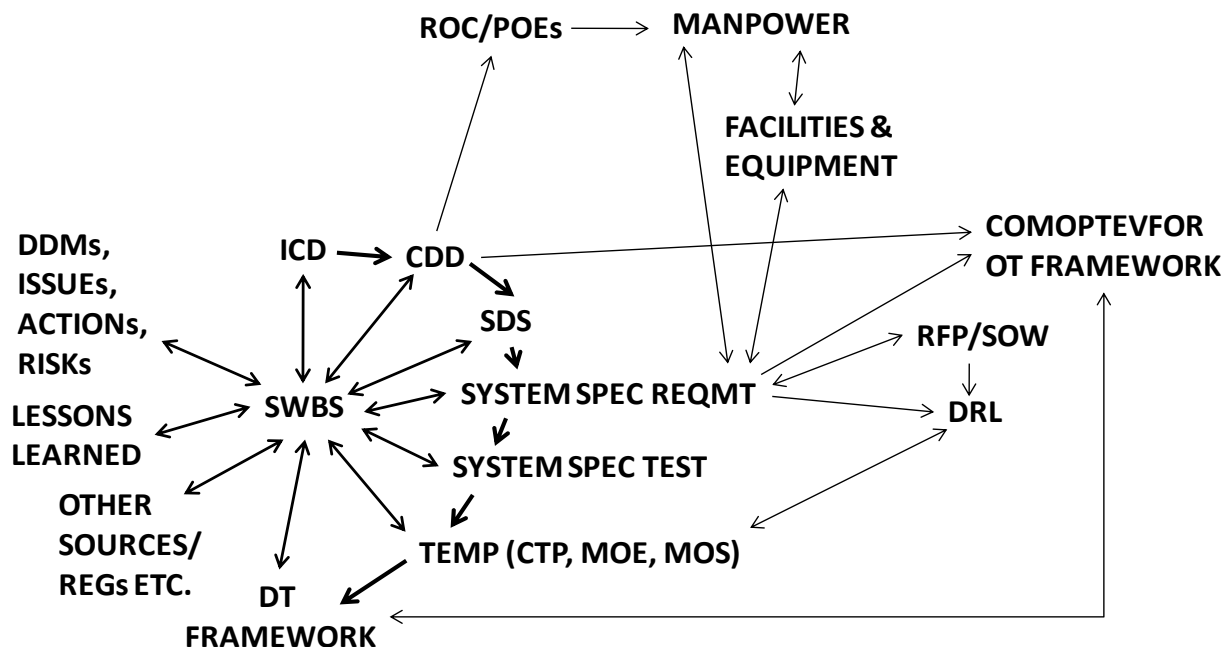 ROC/POEs
MANPOWER
FACILITIES &
EQUIPMENT
COMOPTEVFOR
OT FRAMEWORK
DDMs,
ISSUEs,
ACTIONs,
RISKs
ICD
CDD
SDS
RFP/SOW
SWBS
SYSTEM SPEC REQMT
DRL
LESSONS
LEARNED
SYSTEM SPEC TEST
OTHER
SOURCES/
REGs ETC.
TEMP (CTP, MOE, MOS)
DT
FRAMEWORK